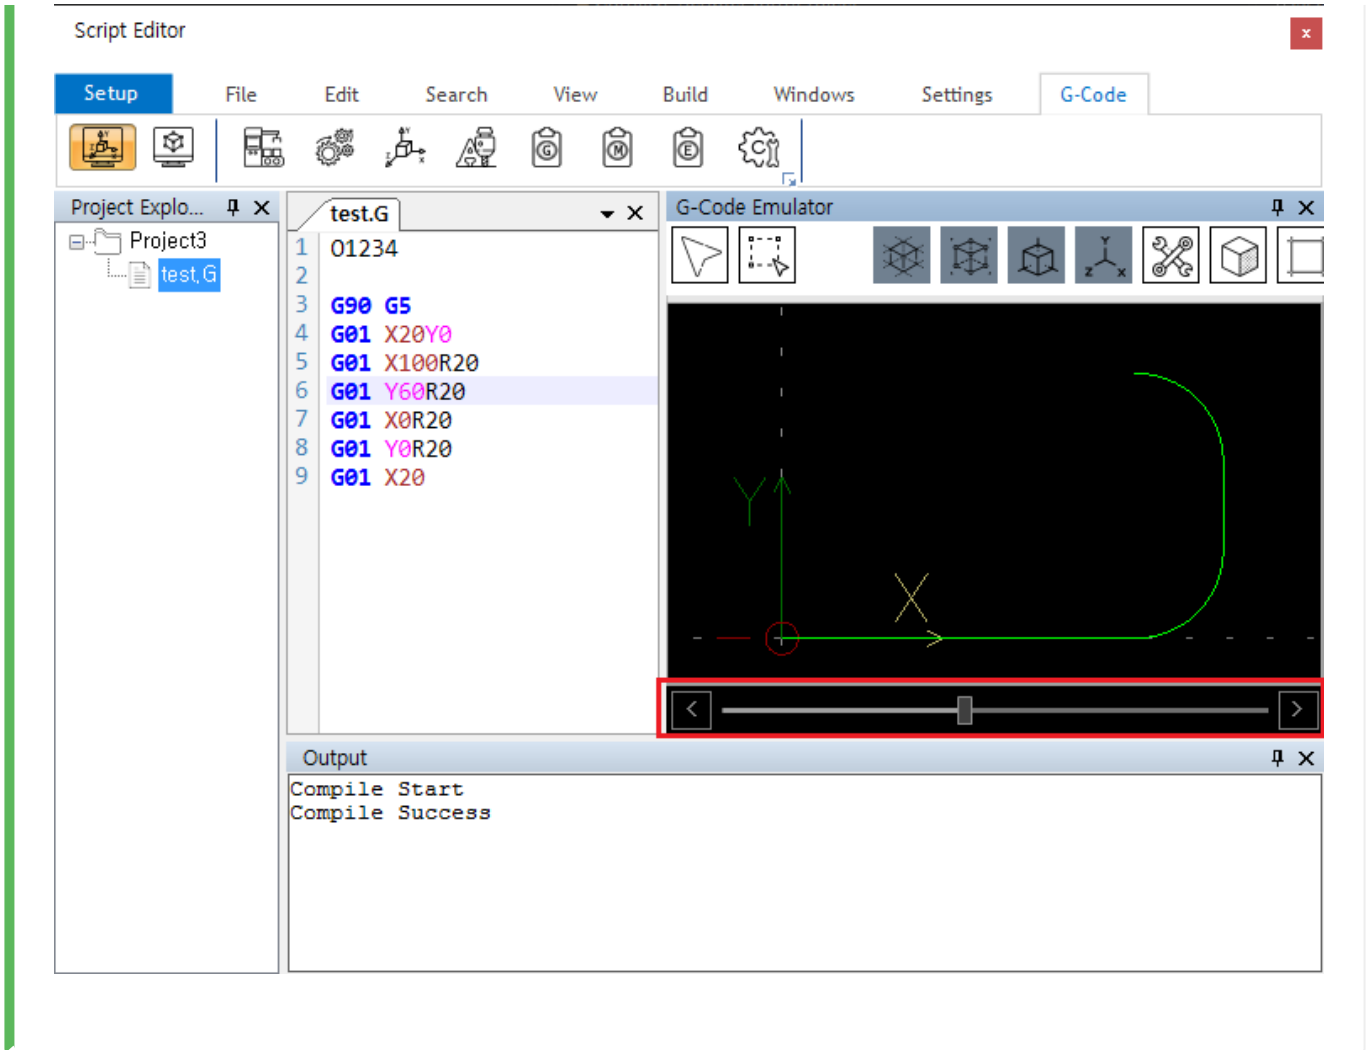 Script Editor
x
Setup File Edit Search View Build Windows Settings G-Code
G M E C
Project Explo...
Project3
test.G
test.G
1 O1234
2
3 G90 G5
4 G01 X20Y0
5 G01 X100R20
6 G01 Y60R20
7 G01 X0R20
8 G01 Y0R20
9 G01 X20
G-Code Emulator
Y
z x
Y
X
Output
Compile Start
Compile Success